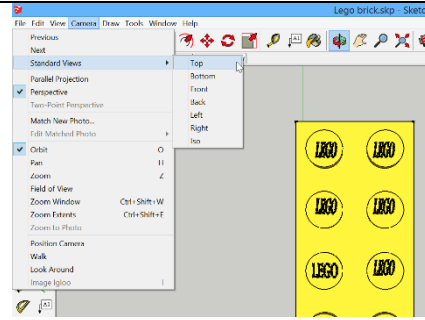 Lego brick.skp - Sketc
File Edit View Camera Draw Tools Window Help
Previous
Next
Standard Views
Parallel Projection
Perspective
Two-Point Perspective
Match New Photo...
Edit Matched Photo
Orbit O
Pan H
Zoom Z
Field of View
Zoom Window Ctrl+Shift+W
Zoom Extents Ctrl+Shift+E
Zoom to Photo
Position Camera
Walk
Look Around
Image Igloo I
Top
Bottom
Front
Back
Left
Right
Iso
LEGO LEGO
LEGO LEGO
LEGO LEGO